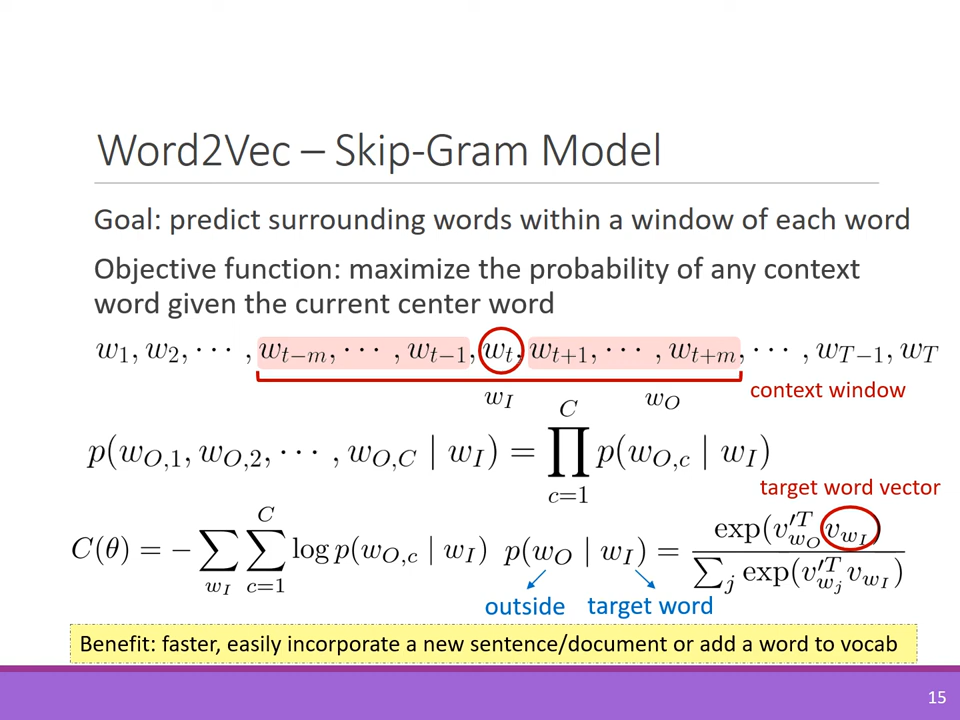 Word2Vec – Skip-Gram Model
Goal: predict surrounding words within a window of each word
Objective function: maximize the probability of any context
word given the current center word
w_1, w_2, ⋯ , w_{t−m}, ⋯ , w_{t−1}, w_t, w_{t+1}, ⋯ , w_{t+m}, ⋯ , w_{T−1}, w_T
w_I w_O context window
p(w_{O,1}, w_{O,2}, ⋯ , w_{O,C} | w_I) = ∏_{c=1}^{C} p(w_{O,c} | w_I)
target word vector
C(θ) = − ∑_{w_I} ∑_{c=1}^{C} log p(w_{O,c} | w_I) p(w_O | w_I) = exp(v′^T_{w_O} v_{w_I}) / ∑_j exp(v′^T_{w_j} v_{w_I})
outside target word
Benefit: faster, easily incorporate a new sentence/document or add a word to vocab
15